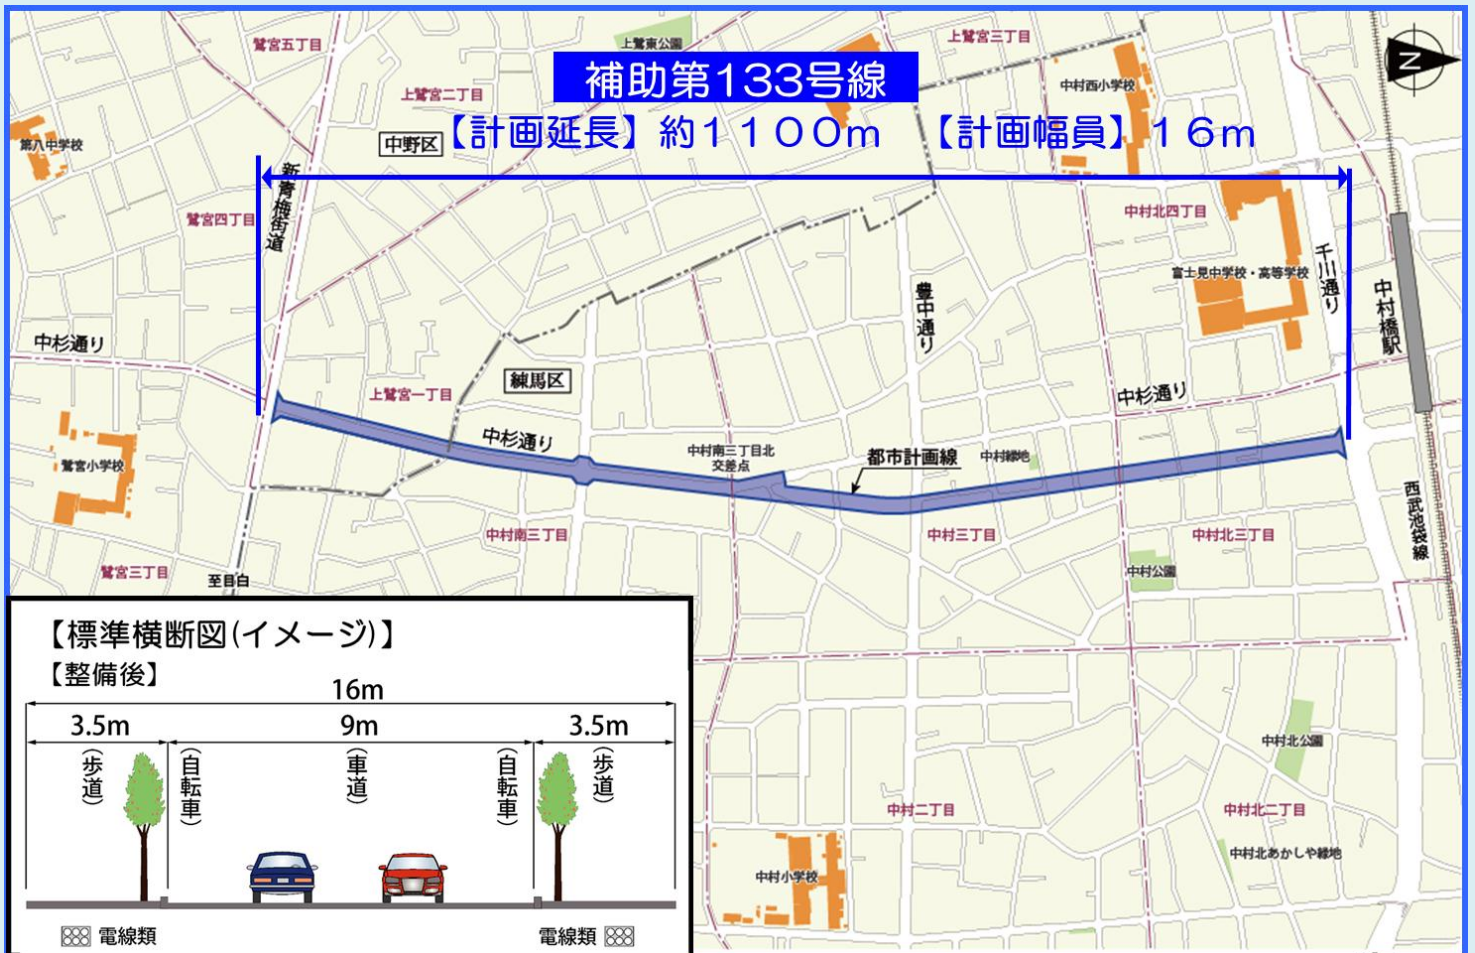 鷺宮五丁目
上鷺東公園
上鷺宮三丁目
N
補助第133号線
中村西小学校
上鷺宮二丁目
【計画延長】約1100m 【計画幅員】16m
第八中学校
中野区
新青梅街道
鷺宮四丁目
中村北四丁目
富士見中学校・高等学校
千川通り
豊中通り
中村橋駅
中杉通り
練馬区
上鷺宮一丁目
中杉通り
中杉通り
中村南三丁目北
交差点
都市計画線
中村緑地
鷺宮小学校
西武池袋線
中村南三丁目
中村三丁目
中村北三丁目
鷺宮三丁目
至目白
中村公園
【標準横断図(イメージ)】
【整備後】
16m
3.5m 9m 3.5m
(歩道) (自転車) (車道) (自転車) (歩道)
電線類 電線類
中村北公園
中村二丁目
中村北二丁目
中村北あかしや緑地
中村小学校